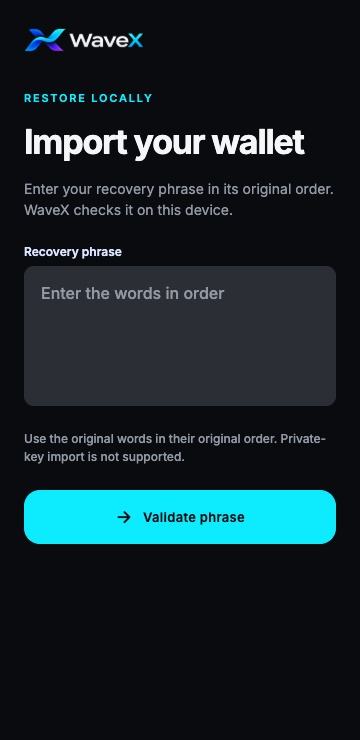 WaveX
RESTORE LOCALLY
Import your wallet
Enter your recovery phrase in its original order.
WaveX checks it on this device.
Recovery phrase
Enter the words in order
Use the original words in their original order. Private-
key import is not supported.
Validate phrase